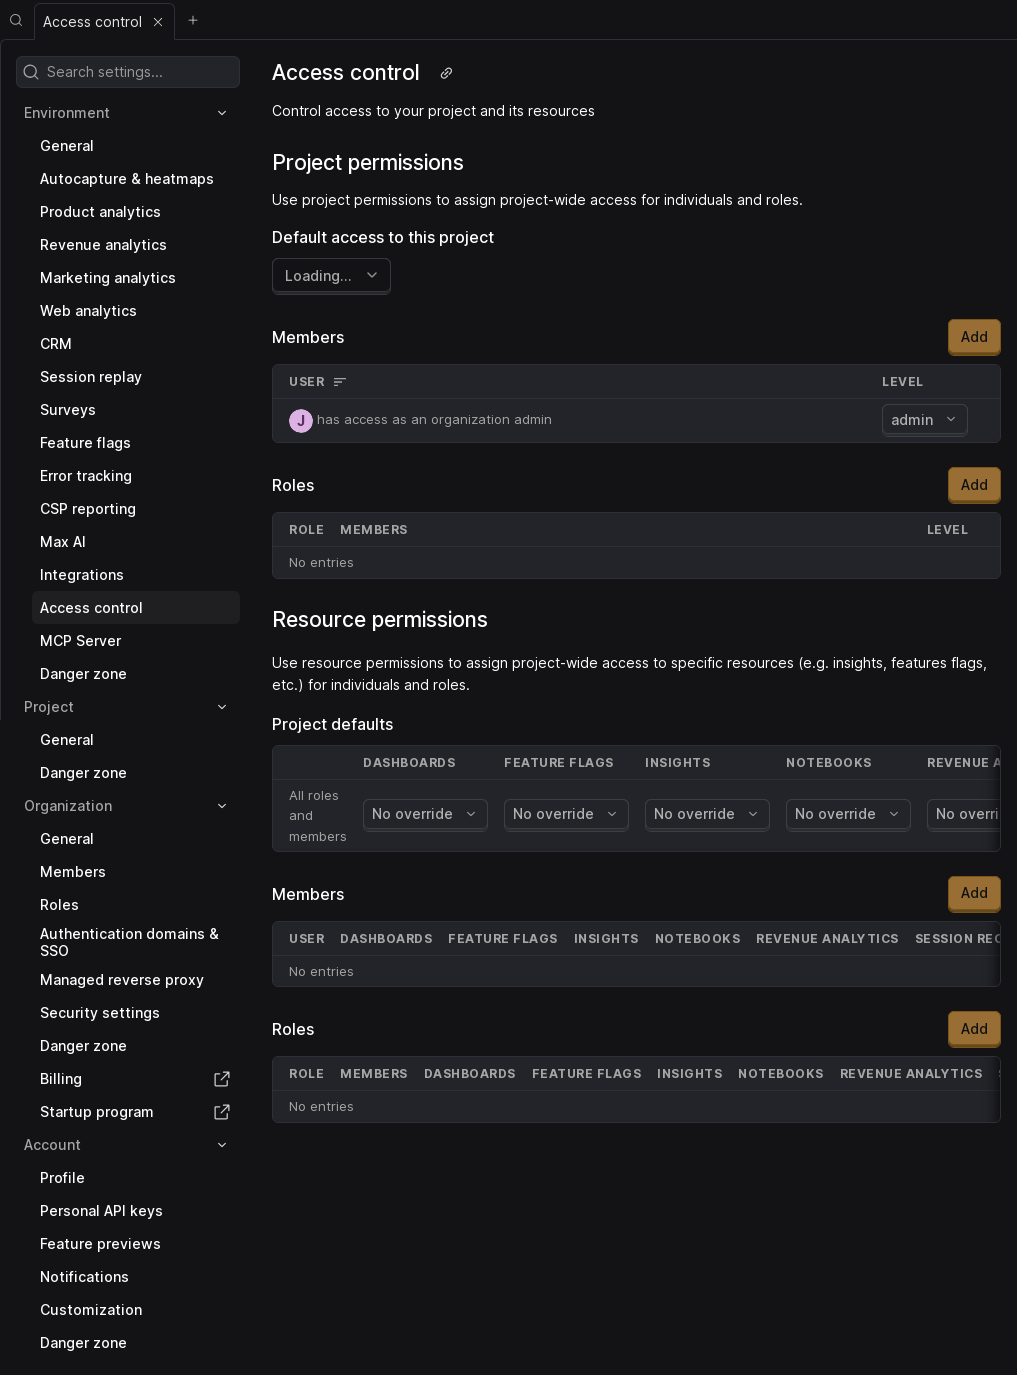 Access control
Search settings...
Environment
General
Autocapture & heatmaps
Product analytics
Revenue analytics
Marketing analytics
Web analytics
CRM
Session replay
Surveys
Feature flags
Error tracking
CSP reporting
Max AI
Integrations
Access control
MCP Server
Danger zone
Project
General
Danger zone
Organization
General
Members
Roles
Authentication domains &
SSO
Managed reverse proxy
Security settings
Danger zone
Billing
Startup program
Account
Profile
Personal API keys
Feature previews
Notifications
Customization
Danger zone
Access control
Control access to your project and its resources
Project permissions
Use project permissions to assign project-wide access for individuals and roles.
Default access to this project
Loading...
Members Add
USER LEVEL
J has access as an organization admin admin
Roles Add
ROLE MEMBERS LEVEL
No entries
Resource permissions
Use resource permissions to assign project-wide access to specific resources (e.g. insights, features flags,
etc.) for individuals and roles.
Project defaults
DASHBOARDS FEATURE FLAGS INSIGHTS NOTEBOOKS REVENUE A
All roles
and
members
No override No override No override No override No overri
Members Add
USER DASHBOARDS FEATURE FLAGS INSIGHTS NOTEBOOKS REVENUE ANALYTICS SESSION REC
No entries
Roles Add
ROLE MEMBERS DASHBOARDS FEATURE FLAGS INSIGHTS NOTEBOOKS REVENUE ANALYTICS
No entries